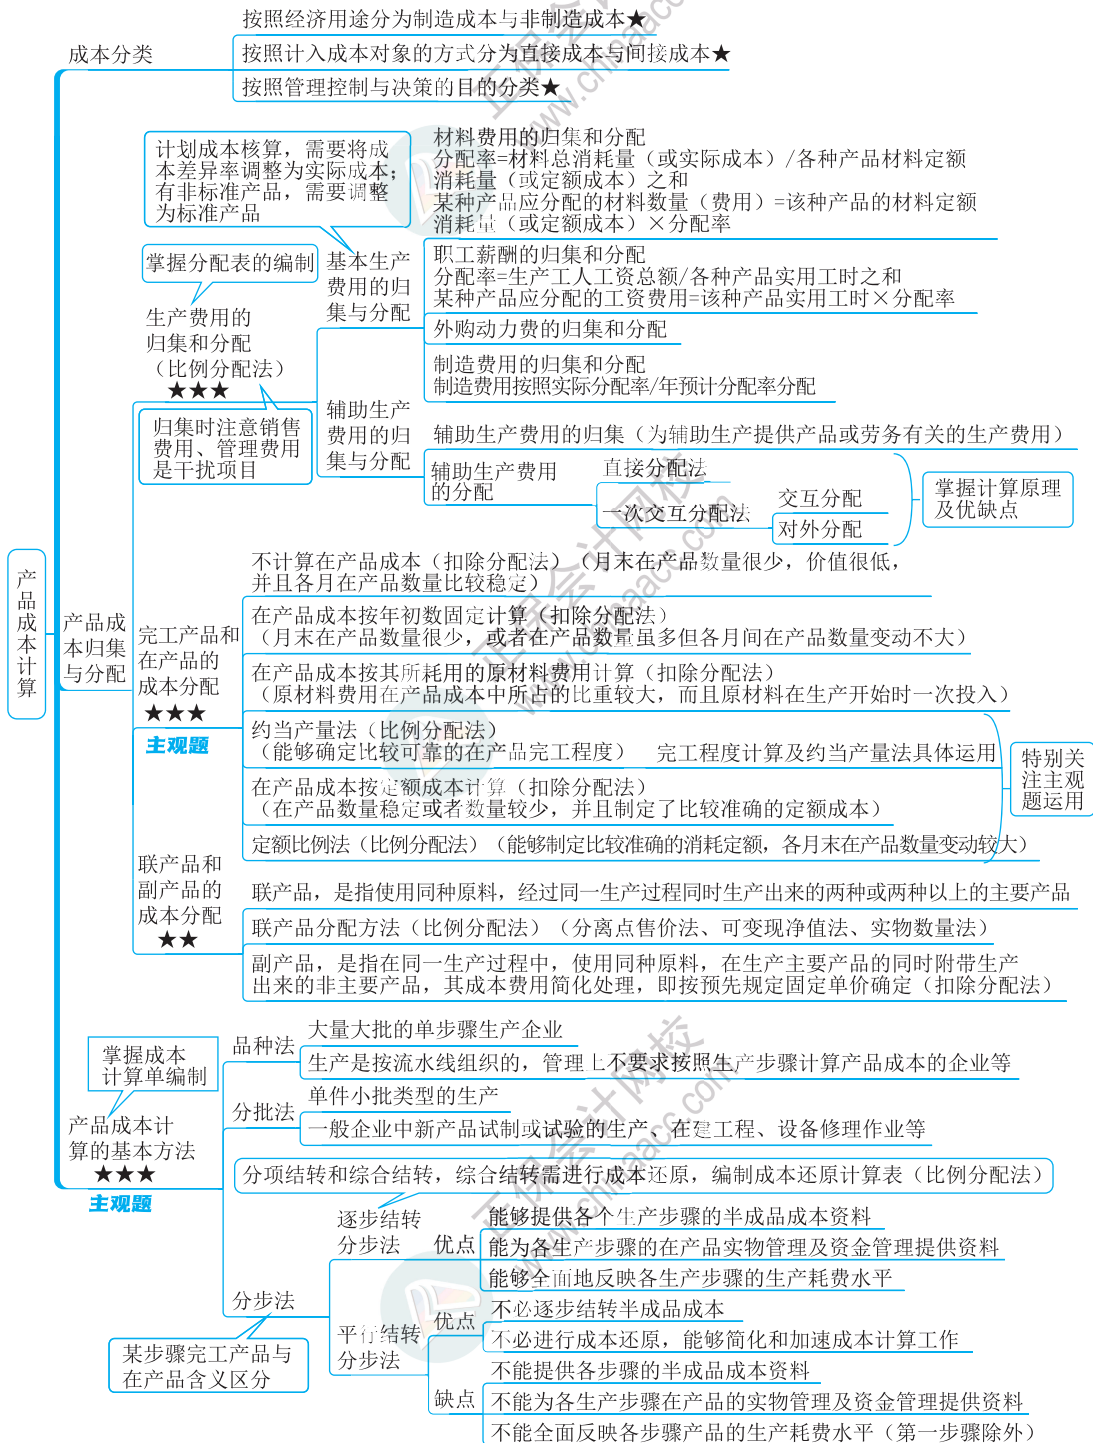 按照经济用途分为制造成本与非制造成本★
成本分类
按照计入成本对象的方式分为直接成本与间接成本★
按照管理控制与决策的目的分类★
计划成本核算，需要将成
本差异率调整为实际成本；
有非标准产品，需要调整
为标准产品
材料费用的归集和分配
分配率=材料总消耗量（或实际成本）/各种产品材料定额
消耗量（或定额成本）之和
某种产品应分配的材料数量（费用）=该种产品的材料定额
消耗量（或定额成本）×分配率
掌握分配表的编制
基本生产
费用的归
集与分配
职工薪酬的归集和分配
分配率=生产工人工资总额/各种产品实用工时之和
某种产品应分配的工资费用=该种产品实用工时×分配率
外购动力费的归集和分配
制造费用的归集和分配
制造费用按照实际分配率/年预计分配率分配
生产费用的
归集和分配
（比例分配法）
★★★
归集时注意销售
费用、管理费用
是干扰项目
辅助生产
费用的归
集与分配
辅助生产费用的归集（为辅助生产提供产品或劳务有关的生产费用）
辅助生产费用
的分配
直接分配法
一次交互分配法
交互分配
对外分配
掌握计算原理
及优缺点
产品成本计算
产品成
本归集
与分配
完工产品和
在产品的
成本分配
★★★
主观题
不计算在产品成本（扣除分配法）（月末在产品数量很少，价值很低，
并且各月在产品数量比较稳定）
在产品成本按年初数固定计算（扣除分配法）
（月末在产品数量很少，或者在产品数量虽多但各月间在产品数量变动不大）
在产品成本按其所耗用的原材料费用计算（扣除分配法）
（原材料费用在产品成本中所占的比重较大，而且原材料在生产开始时一次投入）
约当产量法（比例分配法）
（能够确定比较可靠的在产品完工程度） 完工程度计算及约当产量法具体运用
在产品成本按定额成本计算（扣除分配法）
（在产品数量稳定或者数量较少，并且制定了比较准确的定额成本）
定额比例法（比例分配法）（能够制定比较准确的消耗定额，各月末在产品数量变动较大）
特别关
注主观
题运用
联产品和
副产品的
成本分配
★★
联产品，是指使用同种原料，经过同一生产过程同时生产出来的两种或两种以上的主要产品
联产品分配方法（比例分配法）（分离点售价法、可变现净值法、实物数量法）
副产品，是指在同一生产过程中，使用同种原料，在生产主要产品的同时附带生产
出来的非主要产品，其成本费用简化处理，即按预先规定固定单价确定（扣除分配法）
掌握成本
计算单编制
产品成本计
算的基本方法
★★★
主观题
品种法
大量大批的单步骤生产企业
生产是按流水线组织的，管理上不要求按照生产步骤计算产品成本的企业等
分批法
单件小批类型的生产
一般企业中新产品试制或试验的生产、在建工程、设备修理作业等
分项结转和综合结转，综合结转需进行成本还原，编制成本还原计算表（比例分配法）
分步法
某步骤完工产品与
在产品含义区分
逐步结转
分步法
优点
能够提供各个生产步骤的半成品成本资料
能为各生产步骤的在产品实物管理及资金管理提供资料
能够全面地反映各生产步骤的生产耗费水平
平行结转
分步法
优点
不必逐步结转半成品成本
不必进行成本还原，能够简化和加速成本计算工作
缺点
不能提供各步骤的半成品成本资料
不能为各生产步骤在产品的实物管理及资金管理提供资料
不能全面反映各步骤产品的生产耗费水平（第一步骤除外）
正保会计网校
www.chinaacc.com
正保会计网校
www.chinaacc.com
正保会计网校
www.chinaacc.com